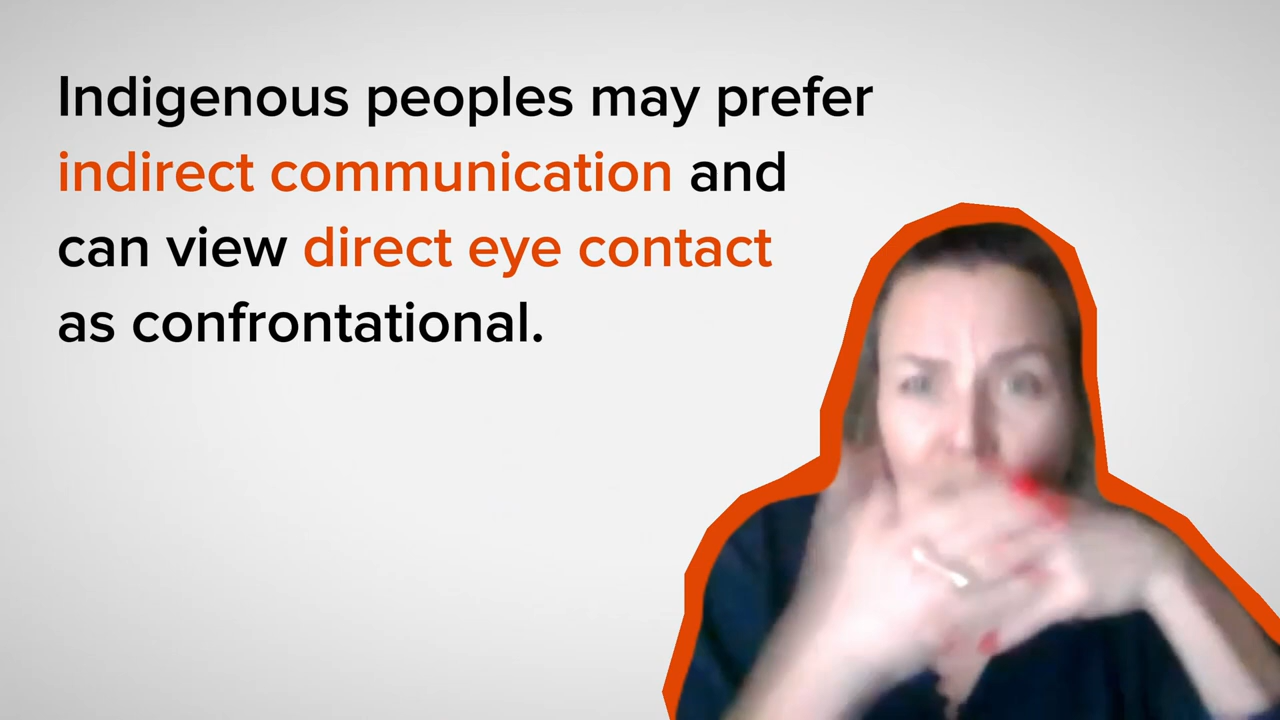 Indigenous peoples may prefer
indirect communication and
can view direct eye contact
as confrontational.